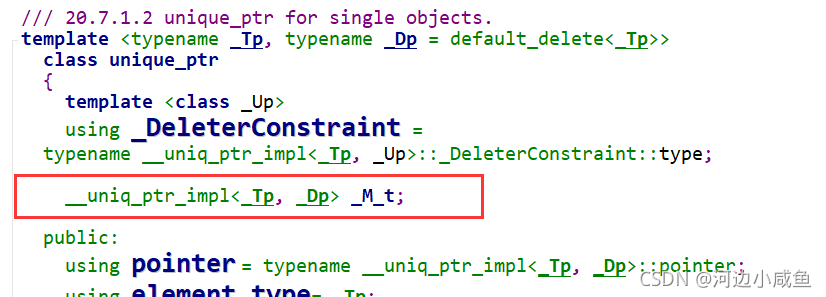 /// 20.7.1.2 unique_ptr for single objects.
template <typename _Tp, typename _Dp = default_delete<_Tp>>
class unique_ptr
{
template <class _Up>
using _DeleterConstraint =
typename __uniq_ptr_impl<_Tp, _Up>::_DeleterConstraint::type;
__uniq_ptr_impl<_Tp, _Dp> _M_t;
public:
using pointer = typename __uniq_ptr_impl<_Tp, _Dp>::pointer;
CSDN @河边小咸鱼
using element_type= _Tp;